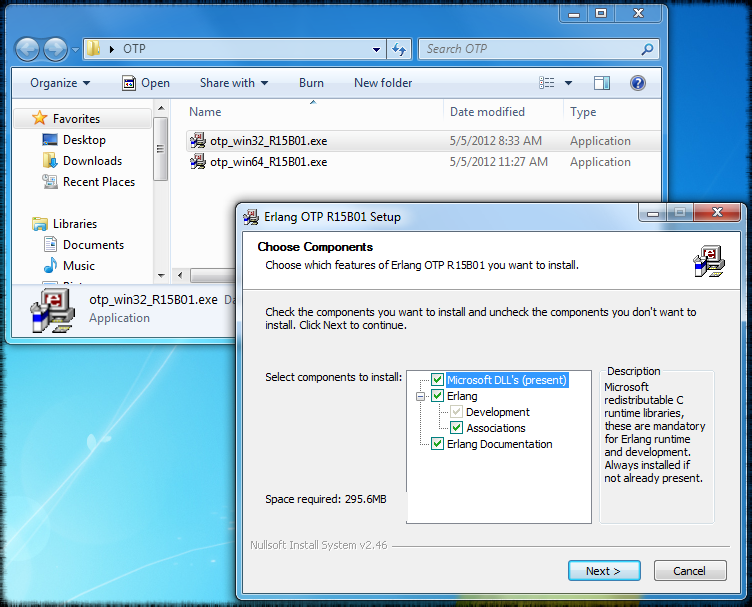 OTP
Search OTP
Organize
Open
Share with
Burn
New folder
Name
Date modified
Type
Favorites
Desktop
Downloads
Recent Places
Libraries
Documents
Music
otp_win32_R15B01.exe 5/5/2012 8:33 AM Application
otp_win64_R15B01.exe 5/5/2012 11:27 AM Application
otp_win32_R15B01.exe
Application
Erlang OTP R15B01 Setup
Choose Components
Choose which features of Erlang OTP R15B01 you want to install.
Check the components you want to install and uncheck the components you don't want to
install. Click Next to continue.
Select components to install:
Microsoft DLL's (present)
Erlang
Development
Associations
Erlang Documentation
Description
Microsoft
redistributable C
runtime libraries,
these are mandatory
for Erlang runtime
and development.
Always installed if
not already present.
Space required: 295.6MB
Nullsoft Install System v2.46
Next >
Cancel